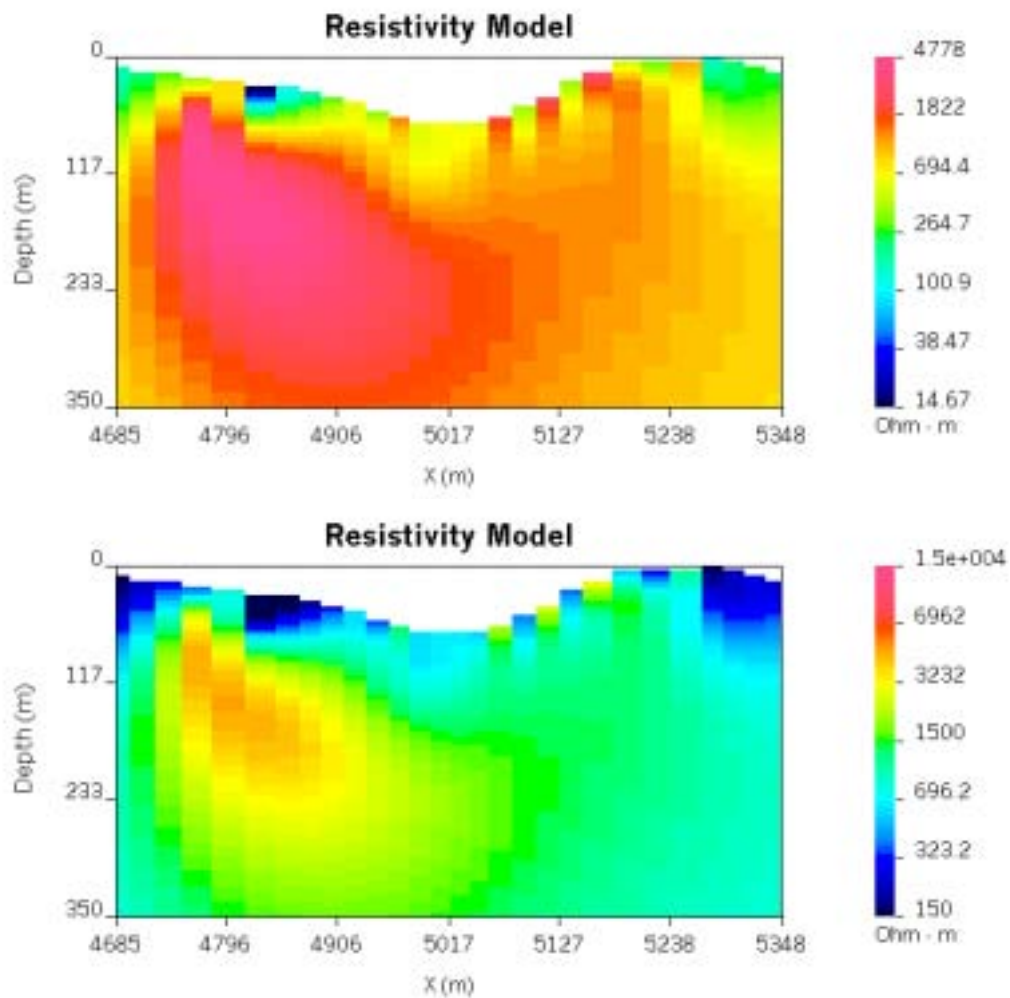 Resistivity Model
0
117
233
350
Depth (m)
4685 4796 4906 5017 5127 5238 5348
X (m)
4778
1822
694.4
264.7
100.9
38.47
14.67
Ohm - m
Resistivity Model
0
117
233
350
Depth (m)
4685 4796 4906 5017 5127 5238 5348
X (m)
1.5e+004
6962
3232
1500
696.2
323.2
150
Ohm - m